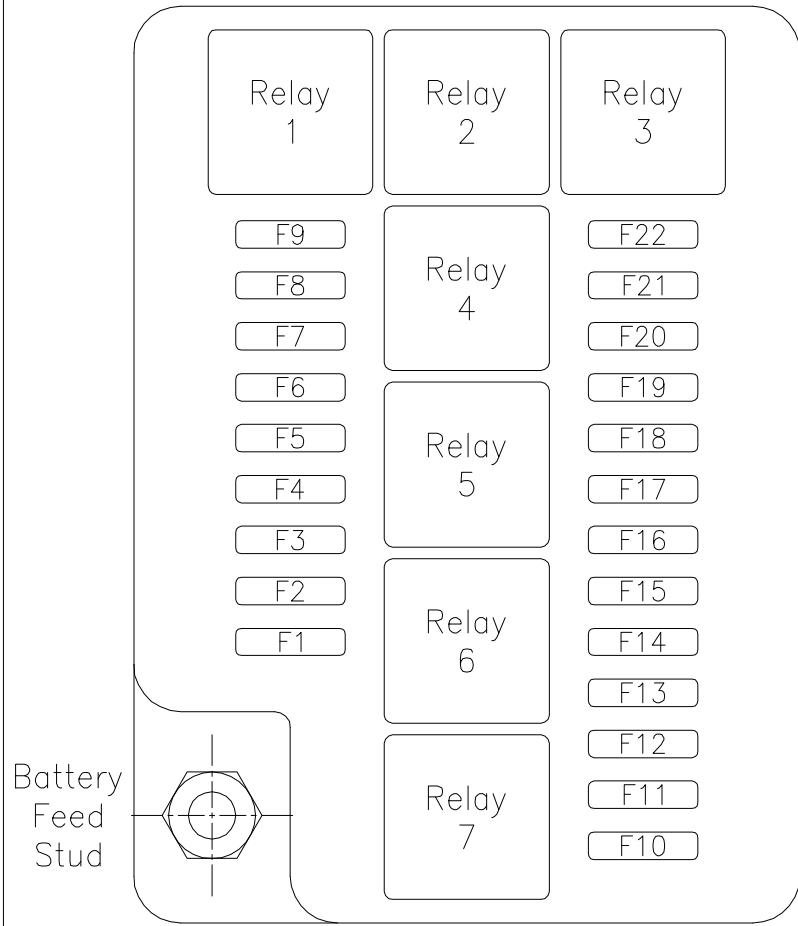 Relay
1
Relay
2
Relay
3
F9
F8
F7
F6
F5
F4
F3
F2
F1
Relay
4
Relay
5
Relay
6
Relay
7
F22
F21
F20
F19
F18
F17
F16
F15
F14
F13
F12
F11
F10
Battery
Feed
Stud